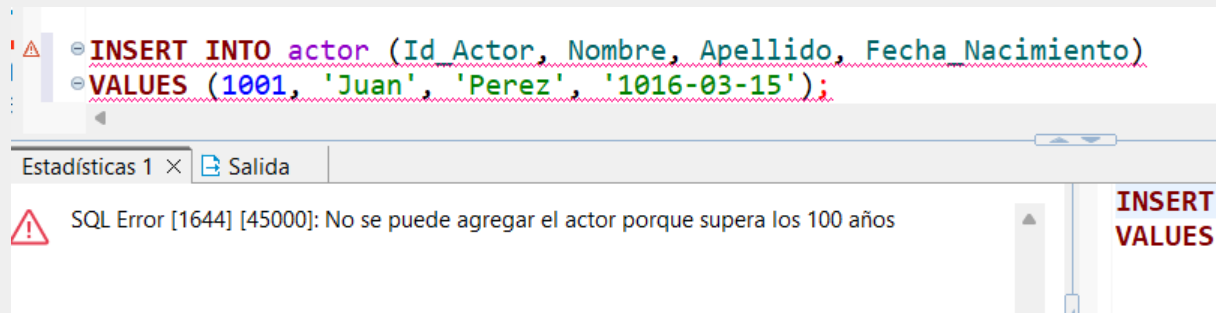 INSERT INTO actor (Id_Actor, Nombre, Apellido, Fecha_Nacimiento)
VALUES (1001, 'Juan', 'Perez', '1016-03-15');
Estadísticas 1
Salida
SQL Error [1644] [45000]: No se puede agregar el actor porque supera los 100 años
INSERT
VALUES